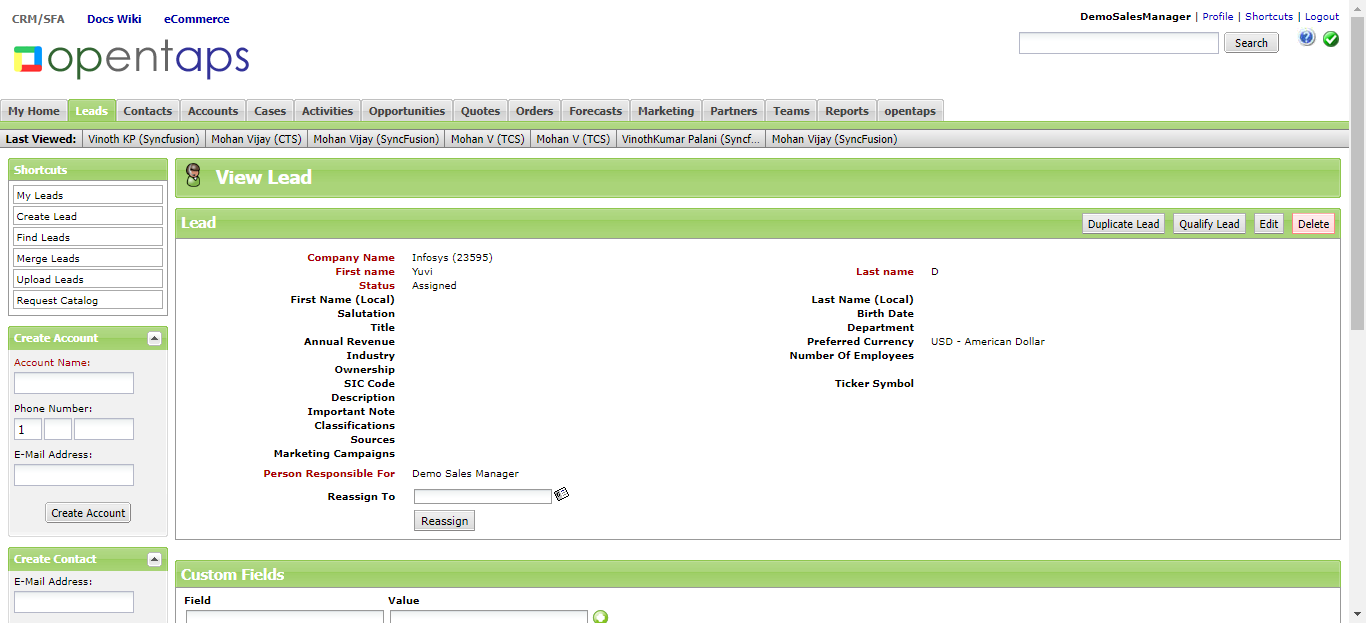 CRM/SFA Docs Wiki eCommerce
DemoSalesManager | Profile | Shortcuts | Logout
opentaps
Search
My Home Leads Contacts Accounts Cases Activities Opportunities Quotes Orders Forecasts Marketing Partners Teams Reports opentaps
Last Viewed: Vinoth KP (Syncfusion) Mohan Vijay (CTS) Mohan Vijay (SyncFusion) Mohan V (TCS) Mohan V (TCS) VinothKumar Palani (Syncf... Mohan Vijay (SyncFusion)
Shortcuts
My Leads
Create Lead
Find Leads
Merge Leads
Upload Leads
Request Catalog
Create Account
Account Name:
Phone Number:
1
E-Mail Address:
Create Account
Create Contact
E-Mail Address:
View Lead
Lead Duplicate Lead Qualify Lead Edit Delete
Company Name Infosys (23595)
First name Yuvi Last name D
Status Assigned
First Name (Local) Last Name (Local)
Salutation Birth Date
Title Department
Annual Revenue Preferred Currency USD - American Dollar
Industry Number Of Employees
Ownership
SIC Code Ticker Symbol
Description
Important Note
Classifications
Sources
Marketing Campaigns
Person Responsible For Demo Sales Manager
Reassign To
Reassign
Custom Fields
Field Value